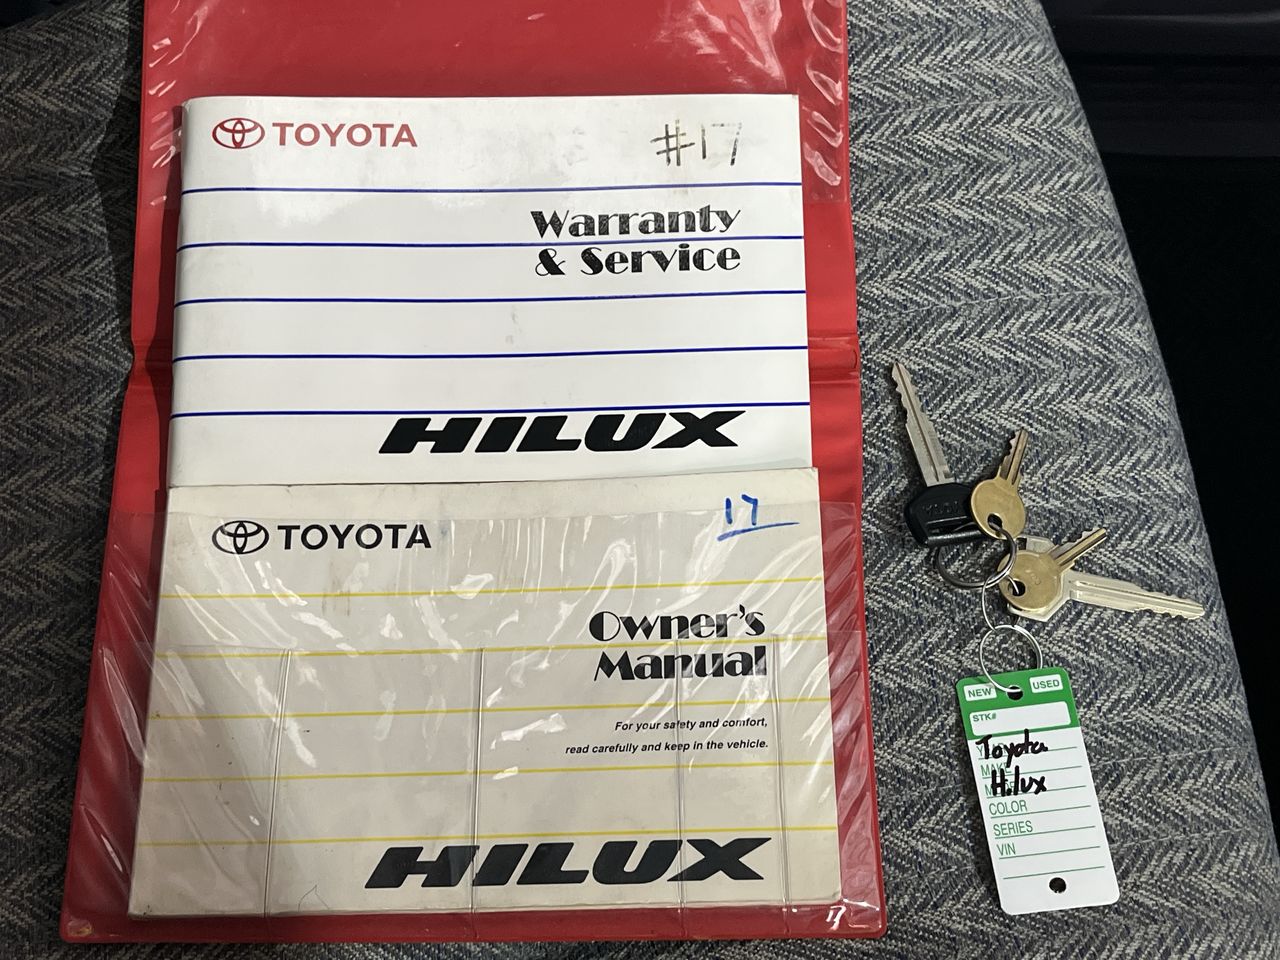 TOYOTA
#17
Warranty
& Service
HILUX
TOYOTA
17
Owner's
Manual
For your safety and comfort,
read carefully and keep in the vehicle.
HILUX
NEW
USED
STK#
Toyota
MAKE
Hilux
COLOR
SERIES
VIN